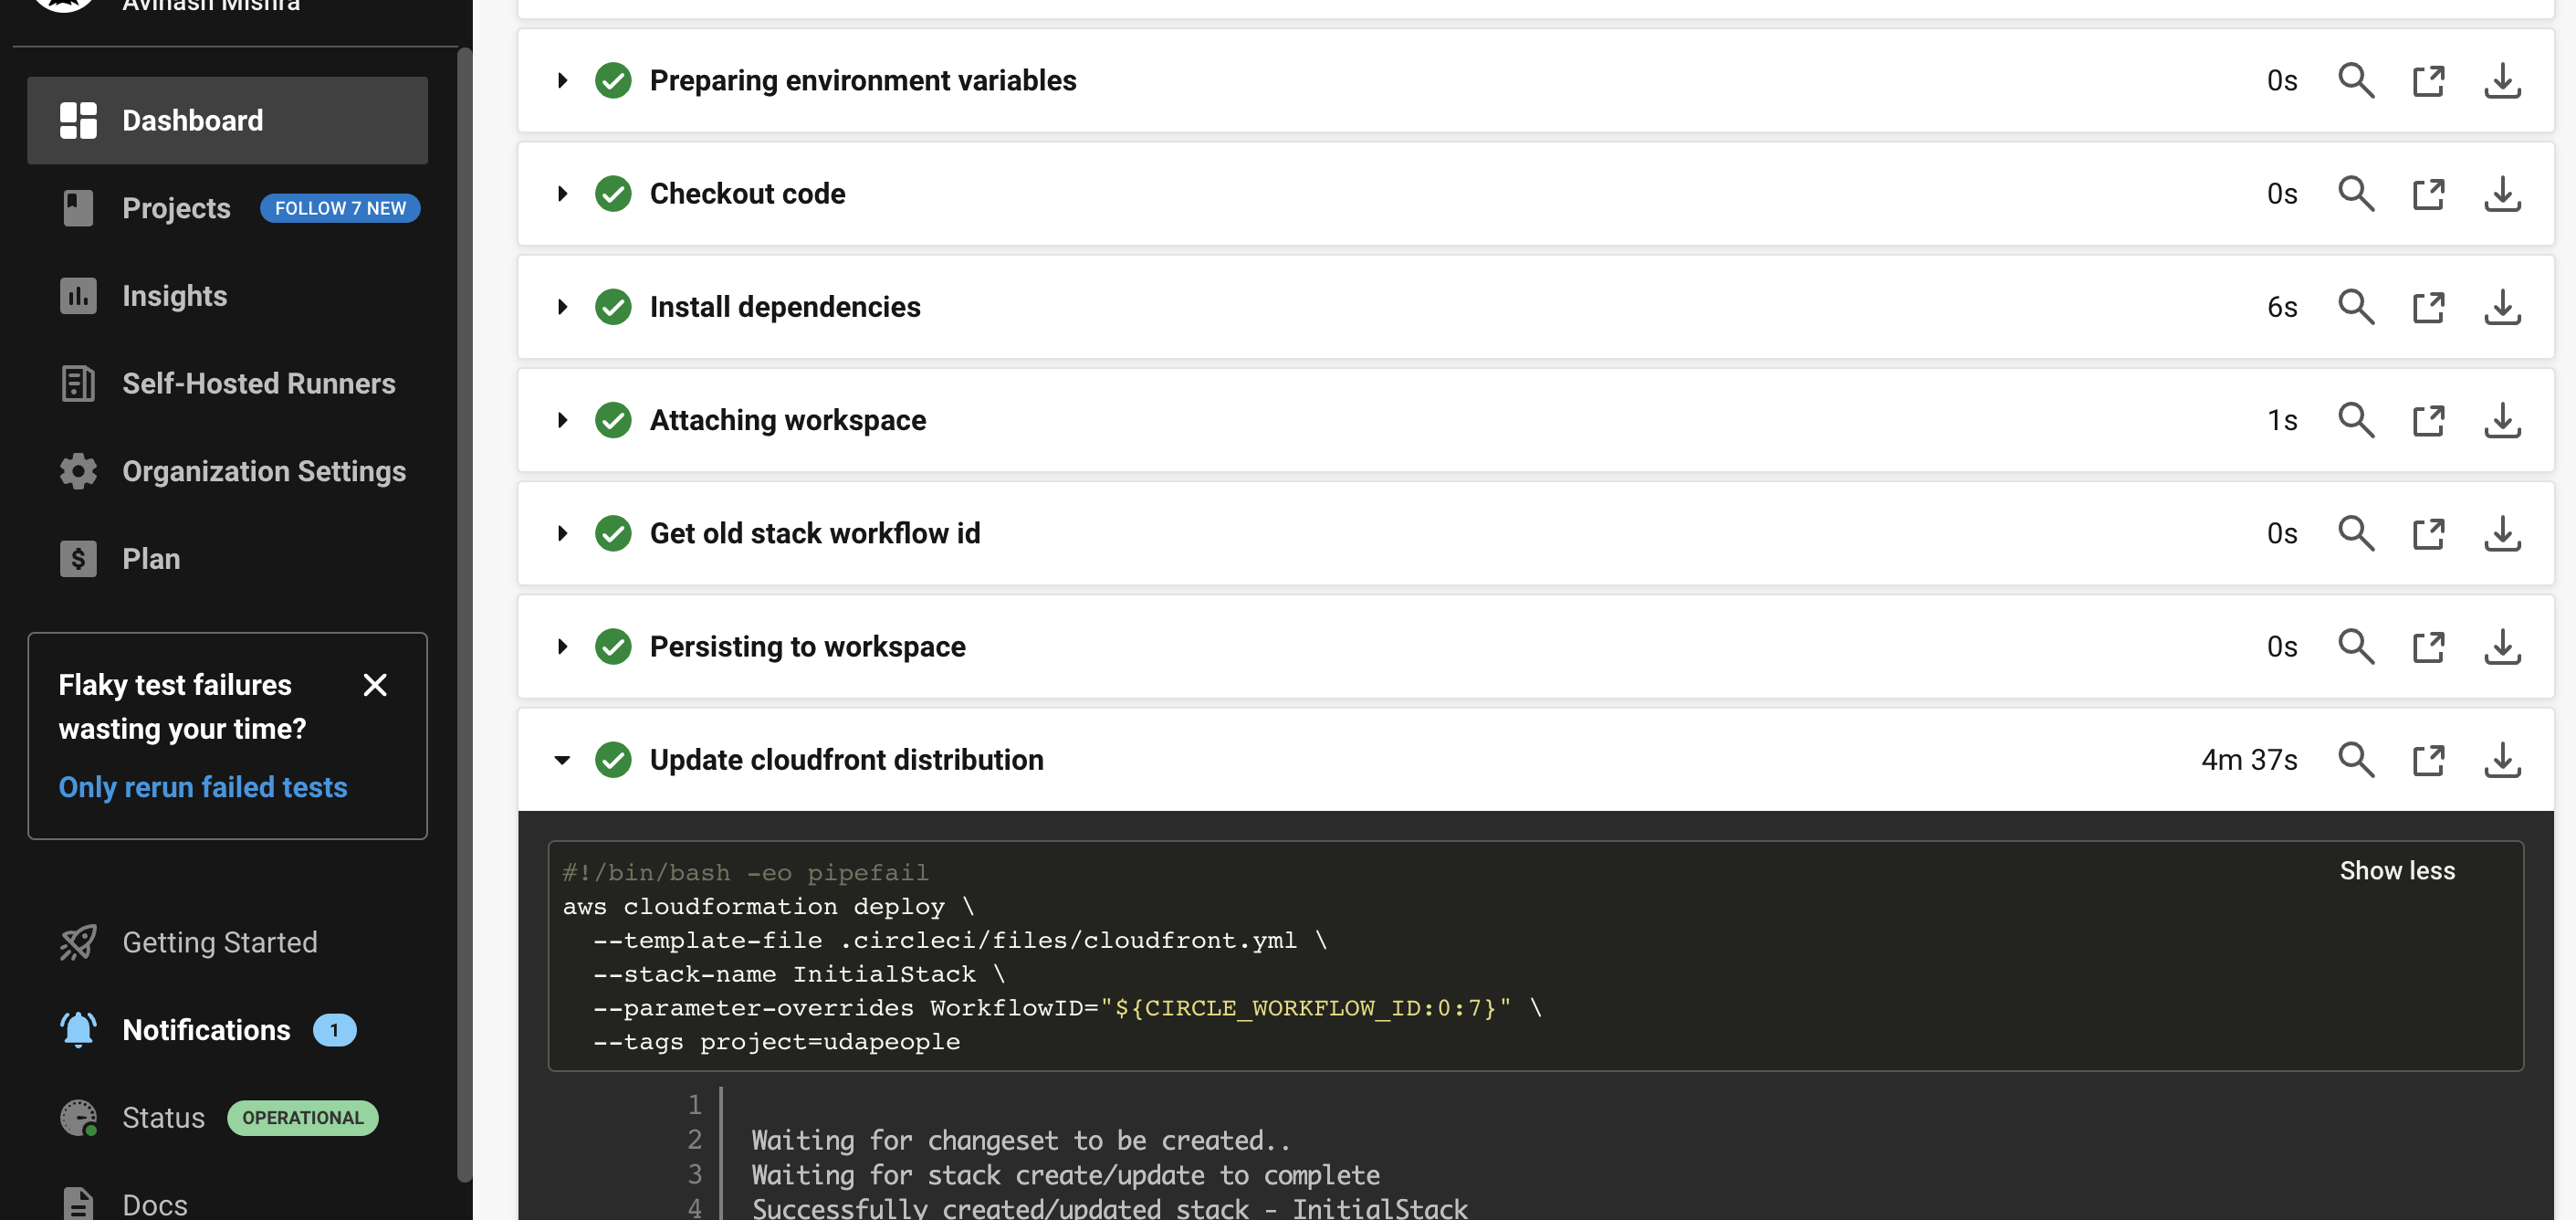 Avinash Mishra
Dashboard
Projects FOLLOW 7 NEW
Insights
Self-Hosted Runners
Organization Settings
Plan
Flaky test failures
wasting your time?
Only rerun failed tests
Getting Started
Notifications 1
Status OPERATIONAL
Docs
Preparing environment variables 0s
Checkout code 0s
Install dependencies 6s
Attaching workspace 1s
Get old stack workflow id 0s
Persisting to workspace 0s
Update cloudfront distribution 4m 37s
#!/bin/bash -eo pipefail Show less
aws cloudformation deploy \
  --template-file .circleci/files/cloudfront.yml \
  --stack-name InitialStack \
  --parameter-overrides WorkflowID="${CIRCLE_WORKFLOW_ID:0:7}" \
  --tags project=udapeople
1
2 Waiting for changeset to be created..
3 Waiting for stack create/update to complete
4 Successfully created/updated stack - InitialStack